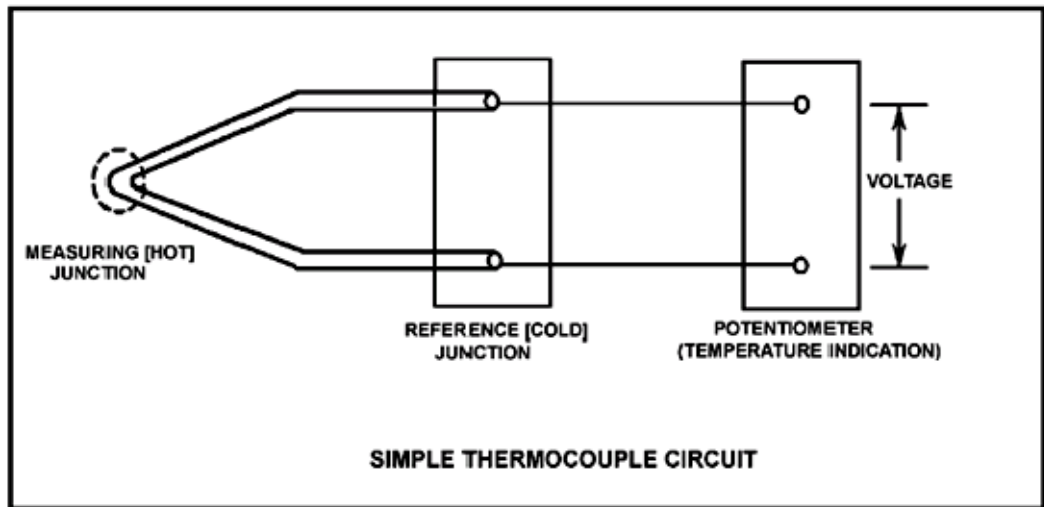 VOLTAGE
MEASURING [HOT]
JUNCTION
REFERENCE [COLD]
JUNCTION
POTENTIOMETER
(TEMPERATURE INDICATION)
SIMPLE THERMOCOUPLE CIRCUIT